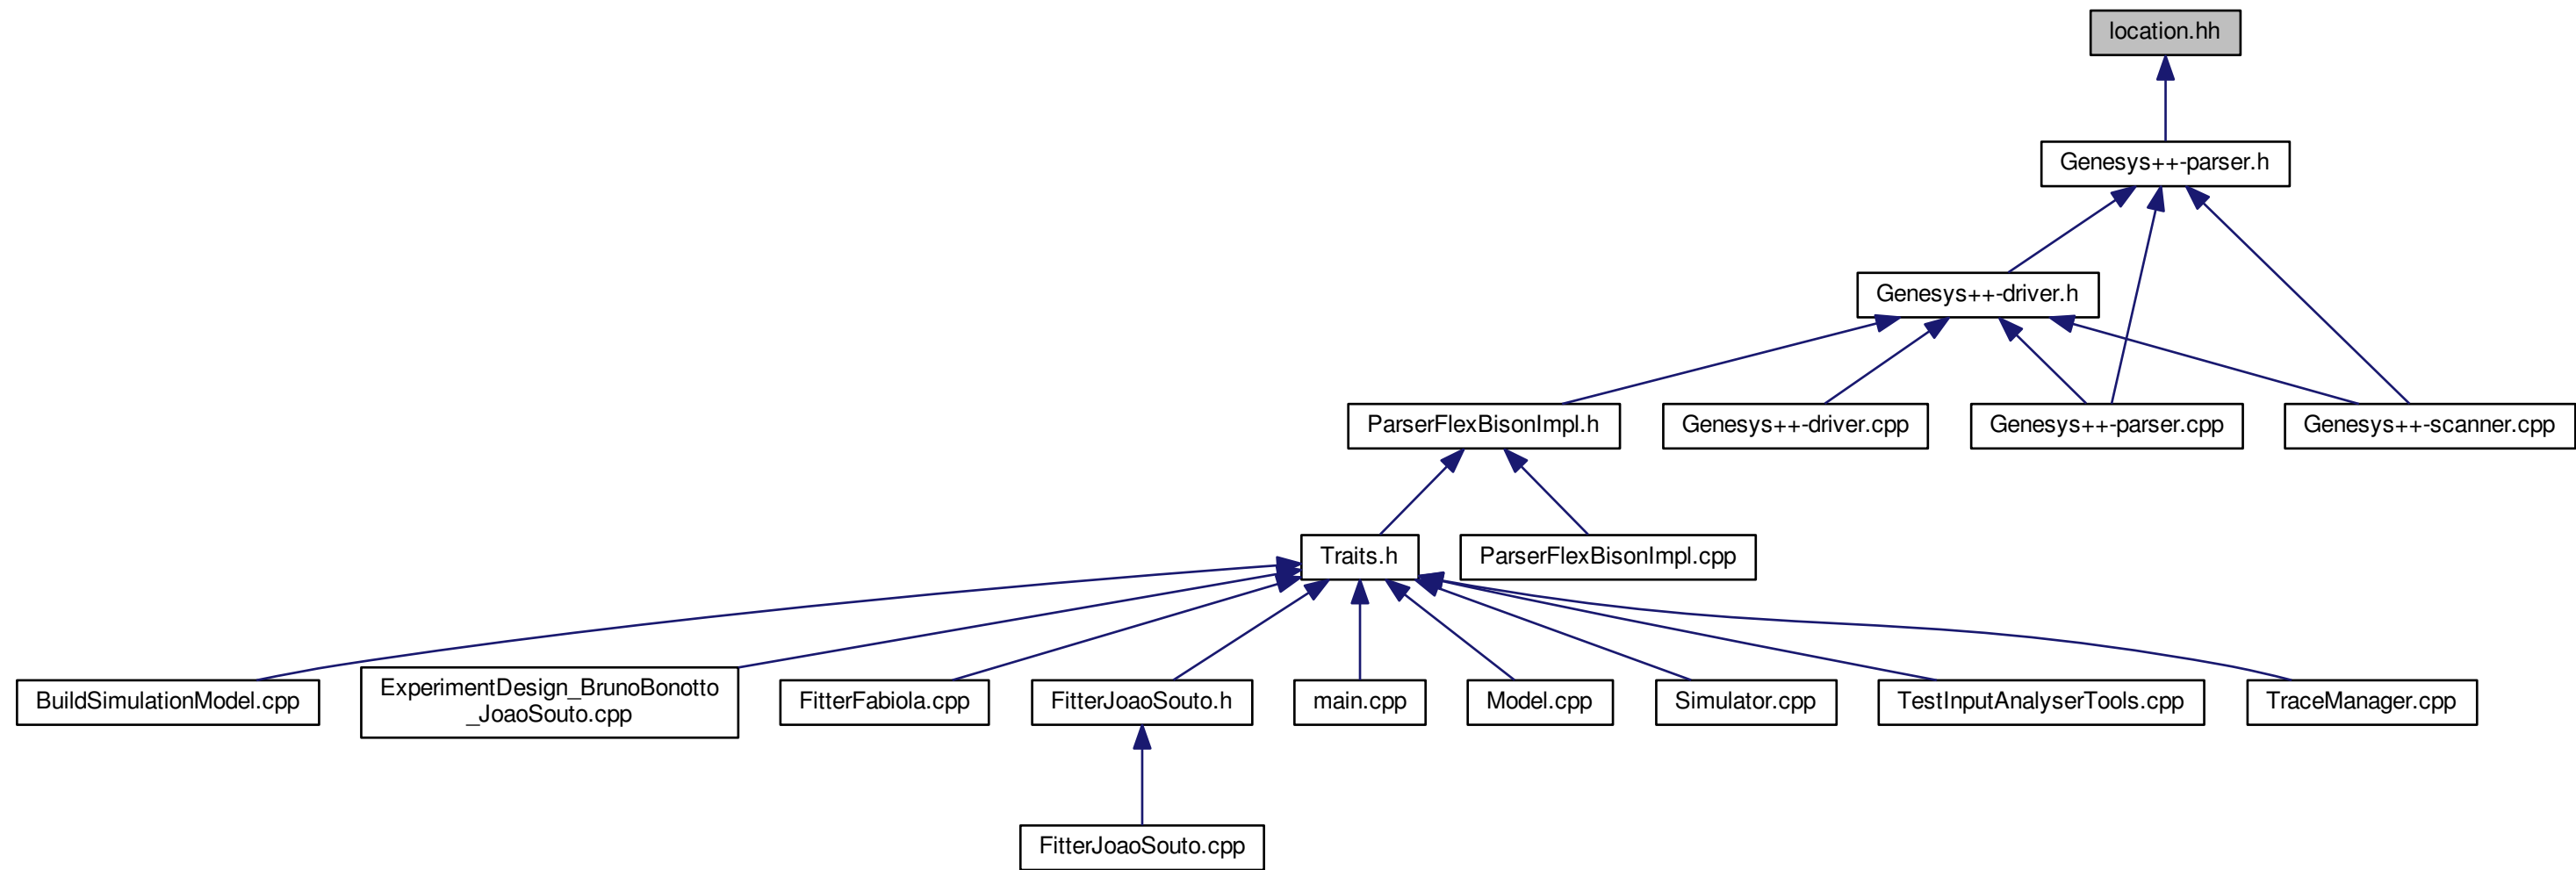 location.hh
Genesys++-parser.h
Genesys++-driver.h
ParserFlexBisonImpl.h
Genesys++-driver.cpp
Genesys++-parser.cpp
Genesys++-scanner.cpp
Traits.h
ParserFlexBisonImpl.cpp
BuildSimulationModel.cpp
ExperimentDesign_BrunoBonotto
_JoaoSouto.cpp
FitterFabiola.cpp
FitterJoaoSouto.h
main.cpp
Model.cpp
Simulator.cpp
TestInputAnalyserTools.cpp
TraceManager.cpp
FitterJoaoSouto.cpp